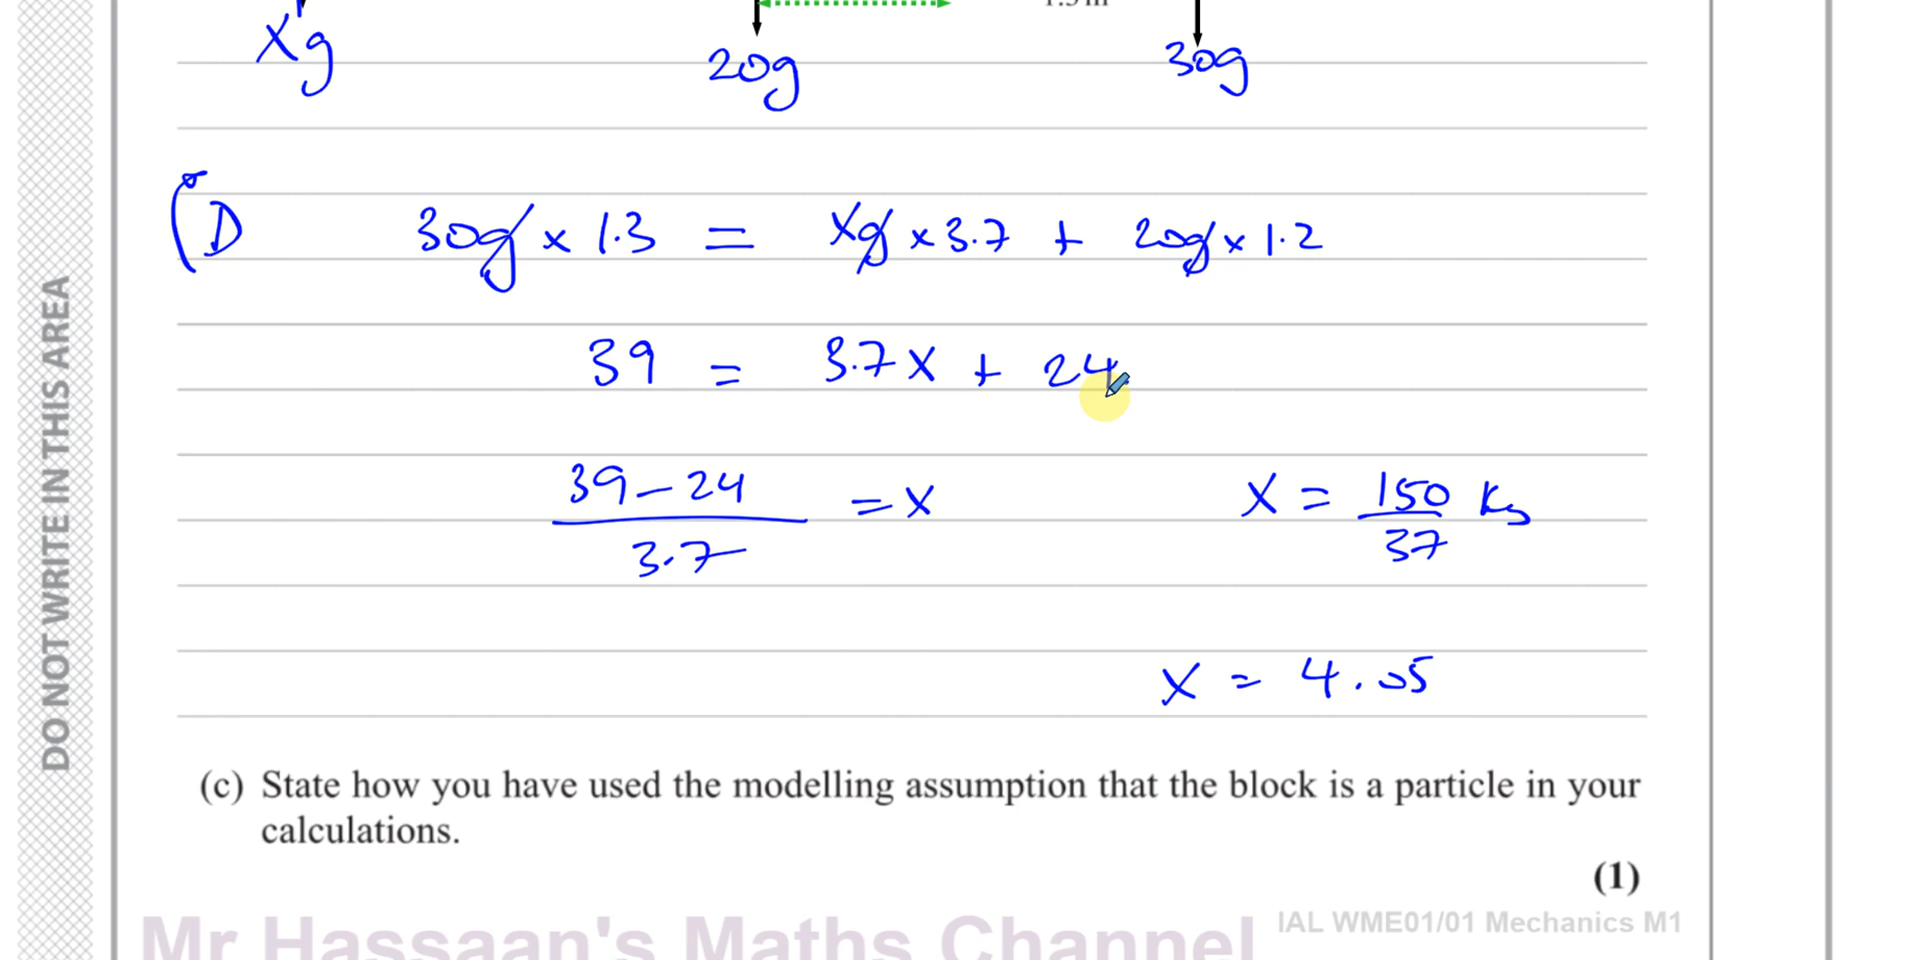 Xg 20g 30g
D 30g × 1.3 = Xg × 3.7 + 20g × 1.2
39 = 3.7X + 24
39 - 24 / 3.7 = X X = 150 / 37 kg
X = 4.05
(c) State how you have used the modelling assumption that the block is a particle in your
calculations.
(1)
Mr Hassaan's Maths Channel IAL WME01/01 Mechanics M1
DO NOT WRITE IN THIS AREA